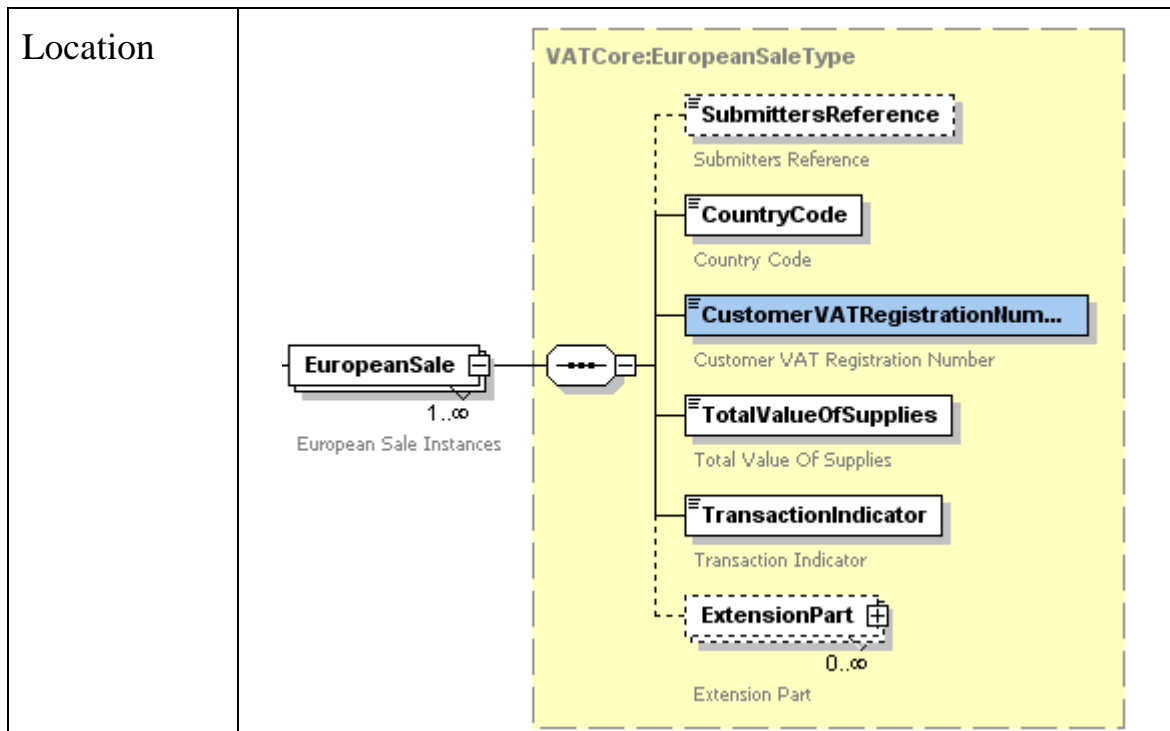 Location
VATCore:EuropeanSaleType
SubmittersReference
Submitters Reference
CountryCode
Country Code
CustomerVATRegistrationNum...
Customer VAT Registration Number
EuropeanSale
1..∞
European Sale Instances
TotalValueOfSupplies
Total Value Of Supplies
TransactionIndicator
Transaction Indicator
ExtensionPart
0..∞
Extension Part